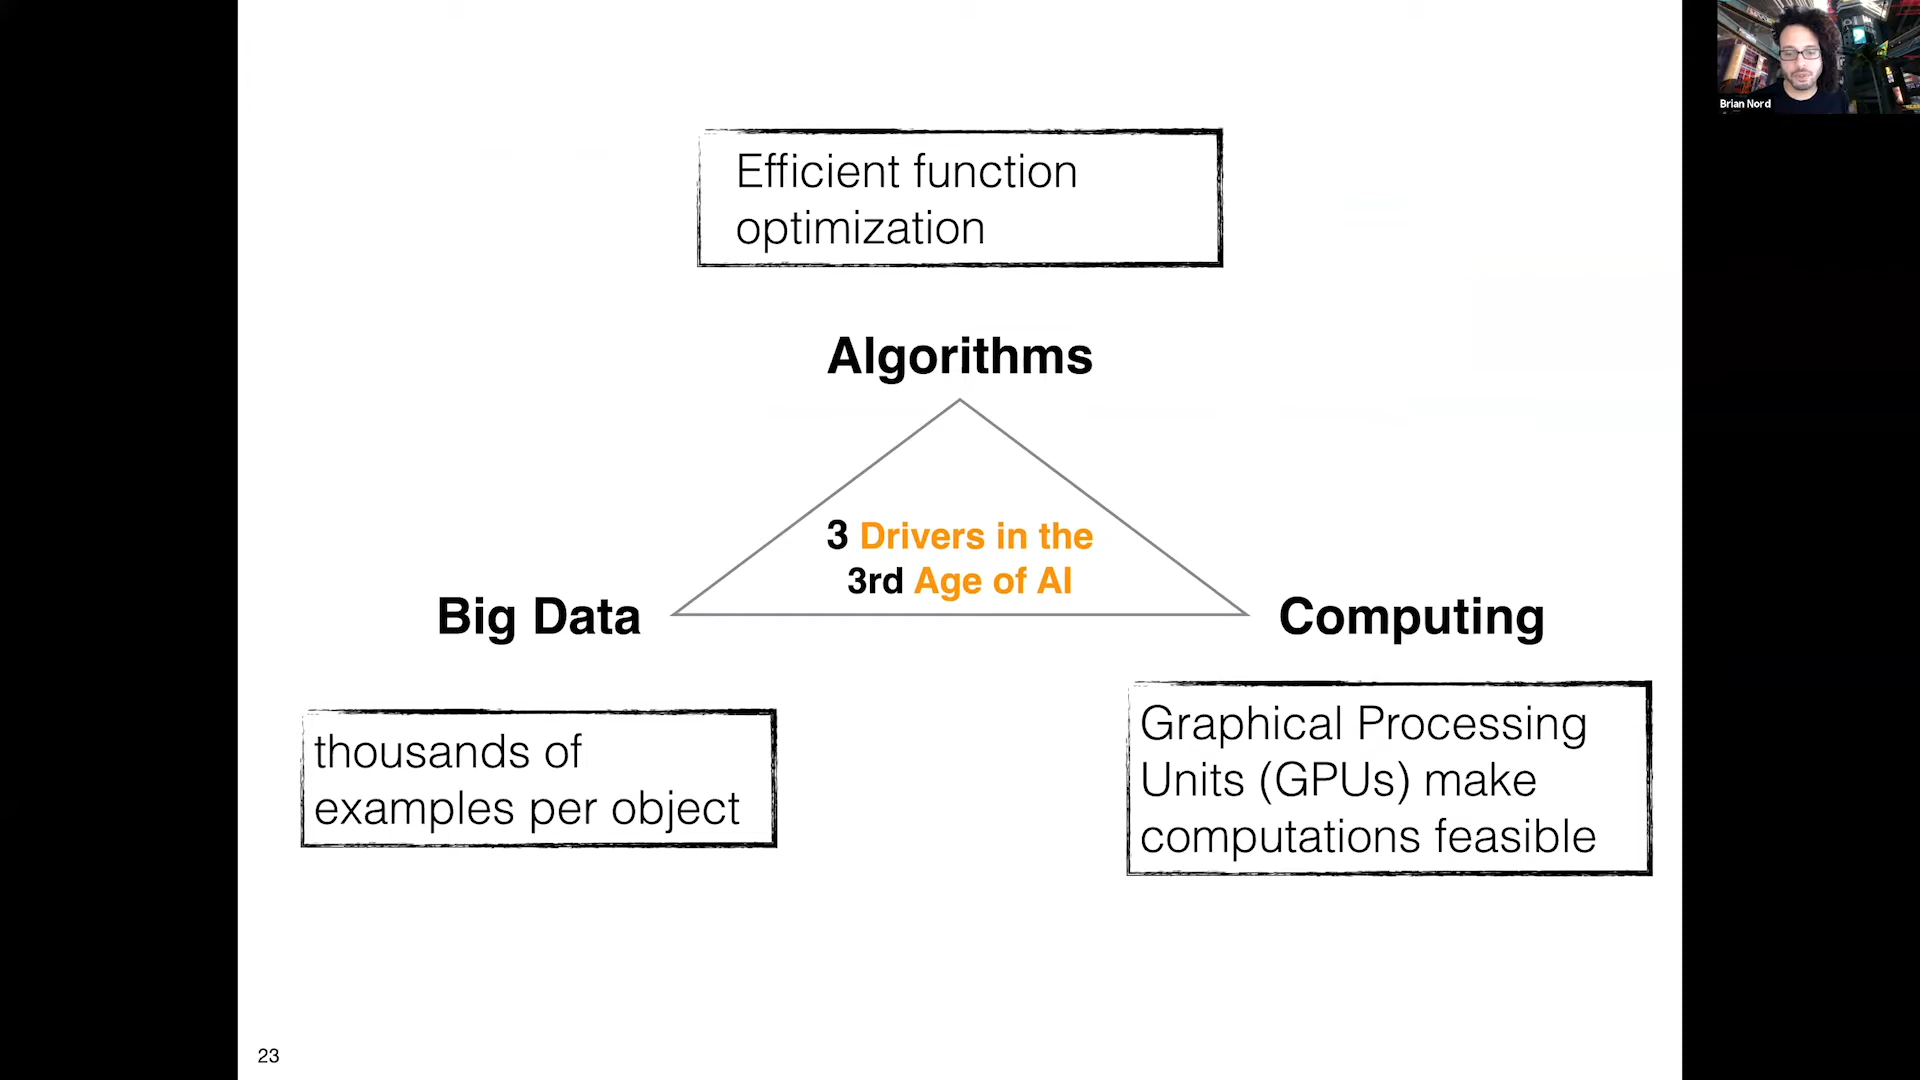 Brian Nord
Efficient function
optimization
Algorithms
3 Drivers in the
3rd Age of AI
Big Data
Computing
thousands of
examples per object
Graphical Processing
Units (GPUs) make
computations feasible
23